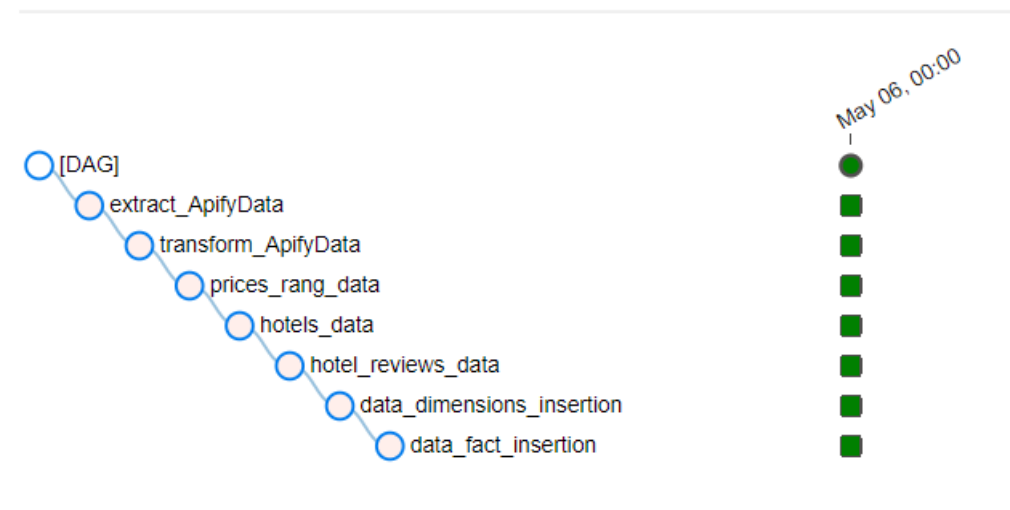 May 06, 00:00
[DAG]
extract_ApifyData
transform_ApifyData
prices_rang_data
hotels_data
hotel_reviews_data
data_dimensions_insertion
data_fact_insertion